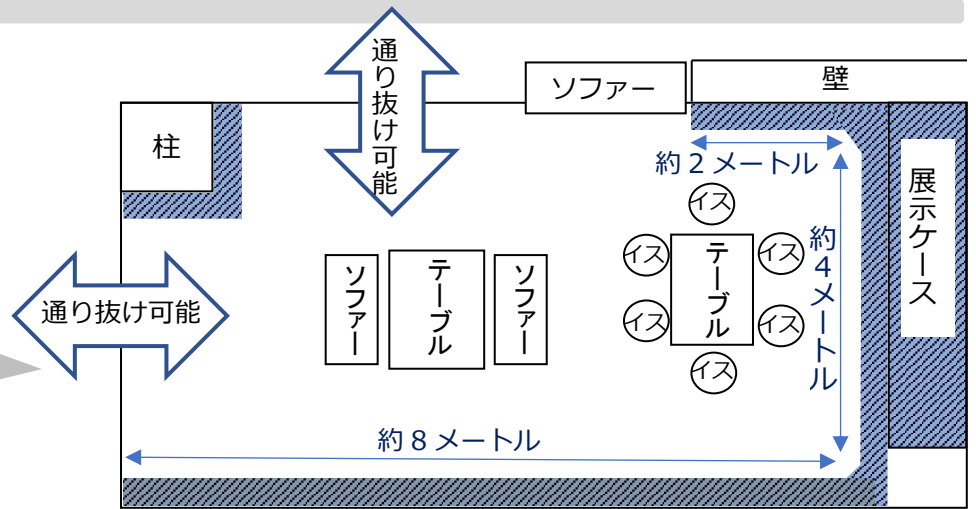 通り抜け可能
ソファー
壁
柱
約２メートル
展示ケース
イス
イス
イス
テーブル
約４メートル
通り抜け可能
ソファー
テーブル
ソファー
イス
イス
イス
約８メートル